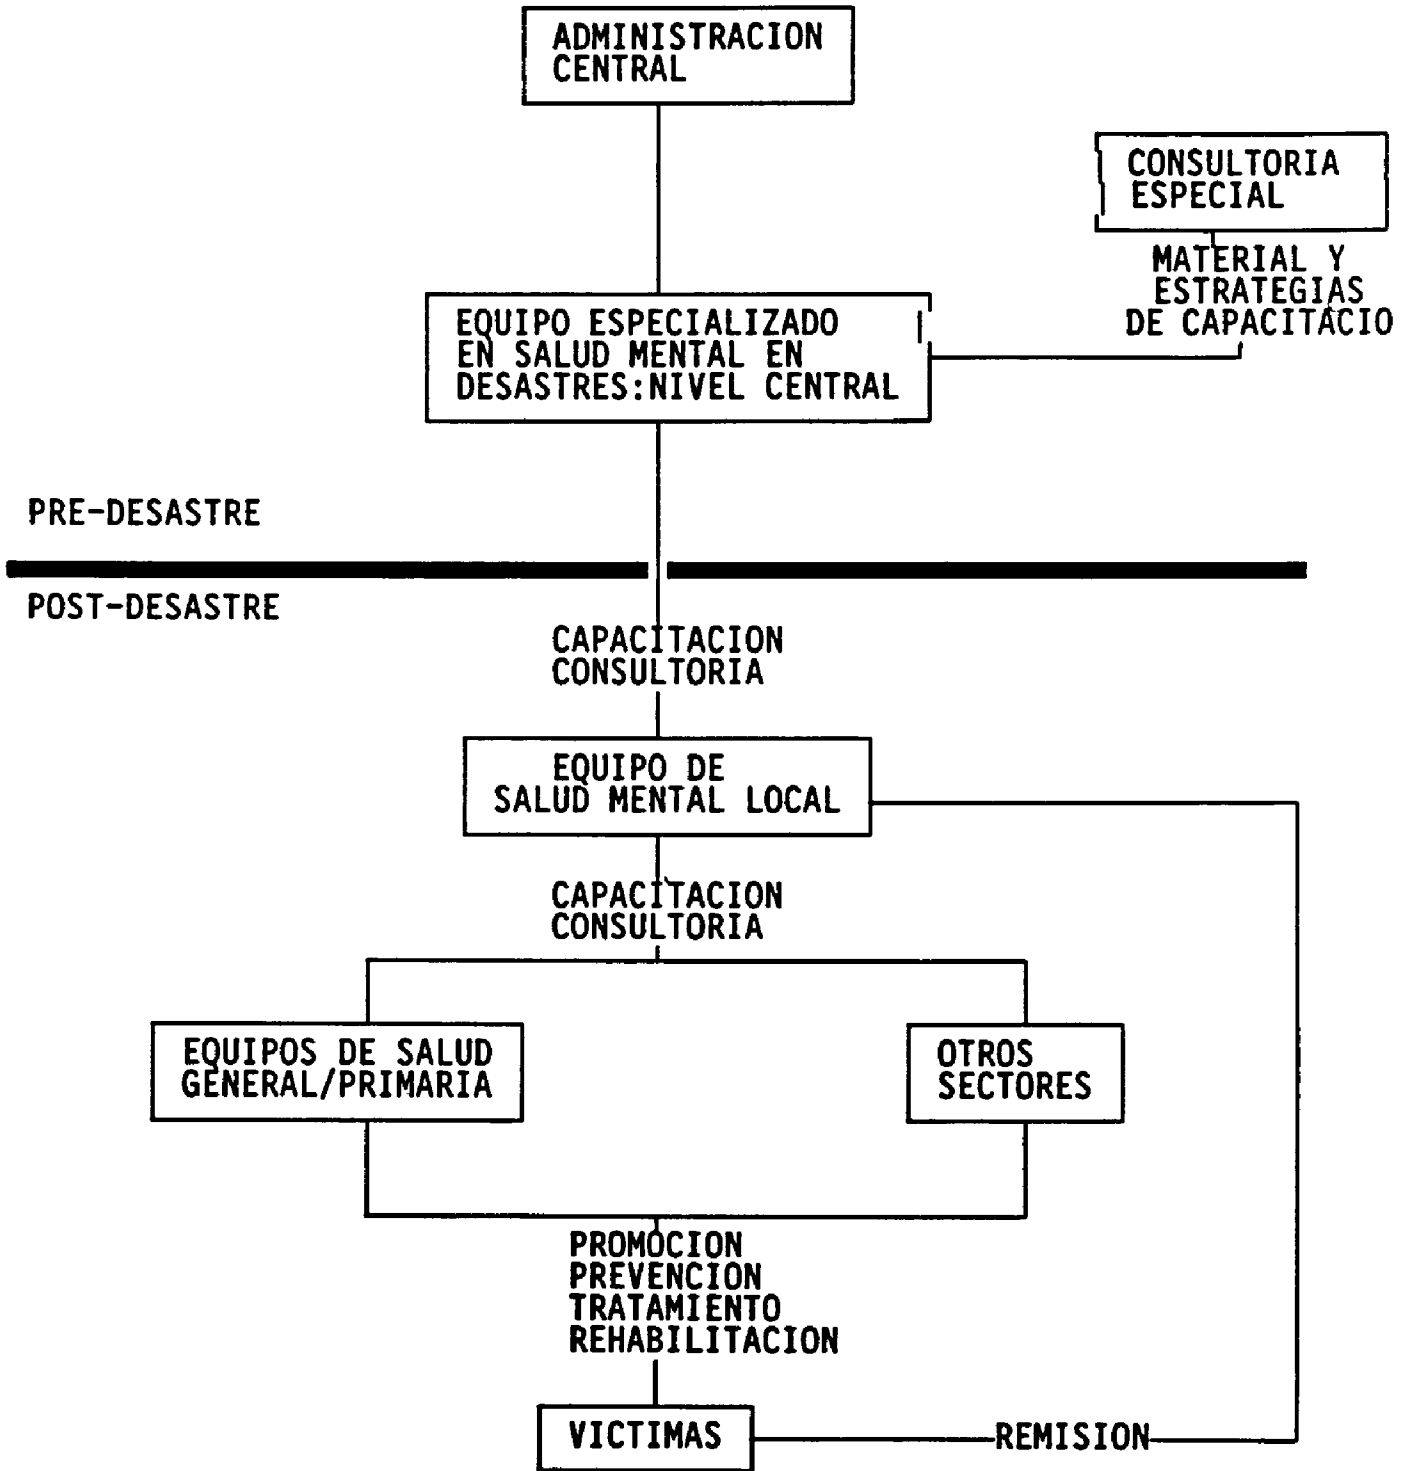 ADMINISTRACION
CENTRAL
CONSULTORIA
ESPECIAL
MATERIAL Y
ESTRATEGIAS
DE CAPACITACIO
EQUIPO ESPECIALIZADO
EN SALUD MENTAL EN
DESASTRES:NIVEL CENTRAL
PRE-DESASTRE
POST-DESASTRE
CAPACITACION
CONSULTORIA
EQUIPO DE
SALUD MENTAL LOCAL
CAPACITACION
CONSULTORIA
EQUIPOS DE SALUD
GENERAL/PRIMARIA
OTROS
SECTORES
PROMOCION
PREVENCION
TRATAMIENTO
REHABILITACION
VICTIMAS
REMISION